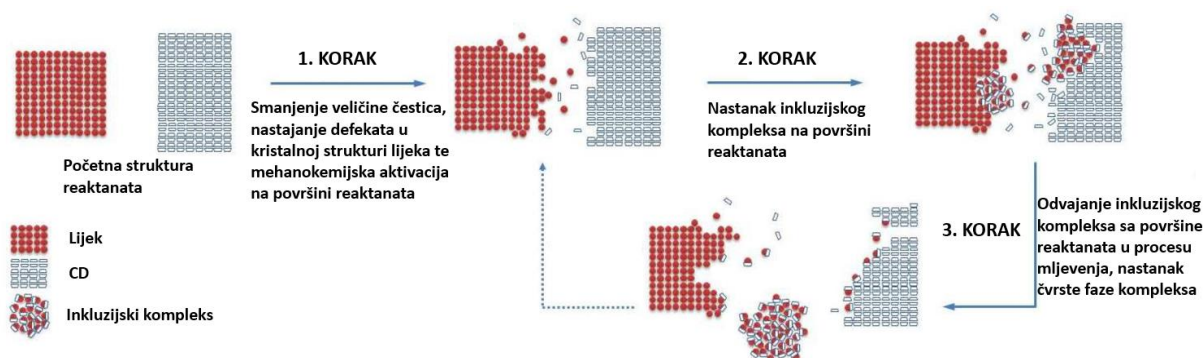 1. KORAK
Smanjenje veličine čestica,
nastajanje defekata u
kristalnoj strukturi lijeka te
mehanokemijska aktivacija
na površini reaktanata
2. KORAK
Nastanak inkluzijskog
kompleksa na površini
reaktanata
Početna struktura
reaktanata
Lijek
CD
Inkluzijski kompleks
3. KORAK
Odvajanje inkluzijskog
kompleksa sa površine
reaktanata u procesu
mljevenja, nastanak
čvrste faze kompleksa